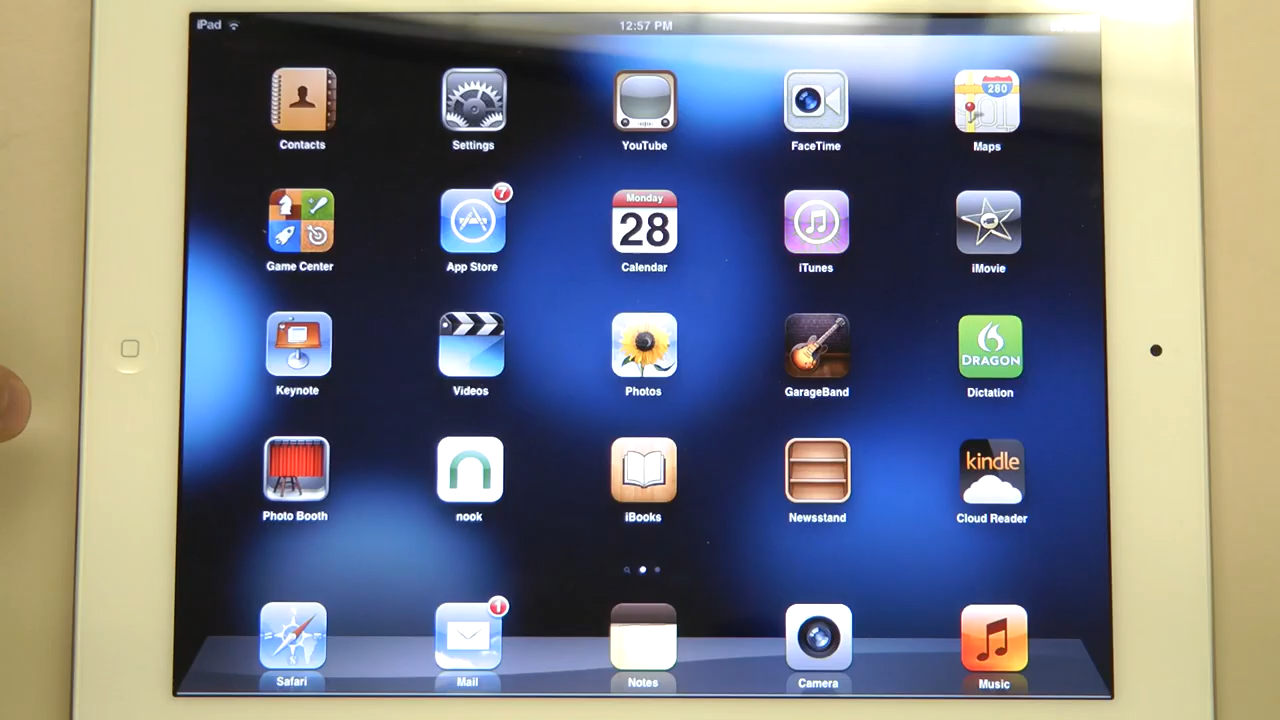 iPad 12:57 PM
280
Contacts Settings YouTube FaceTime Maps
7 Monday
28
Game Center App Store Calendar iTunes iMovie
DRAGON
Keynote Videos Photos GarageBand Dictation
n kindle
Photo Booth nook iBooks Newsstand Cloud Reader
1
S
Safari Mail Notes Camera Music